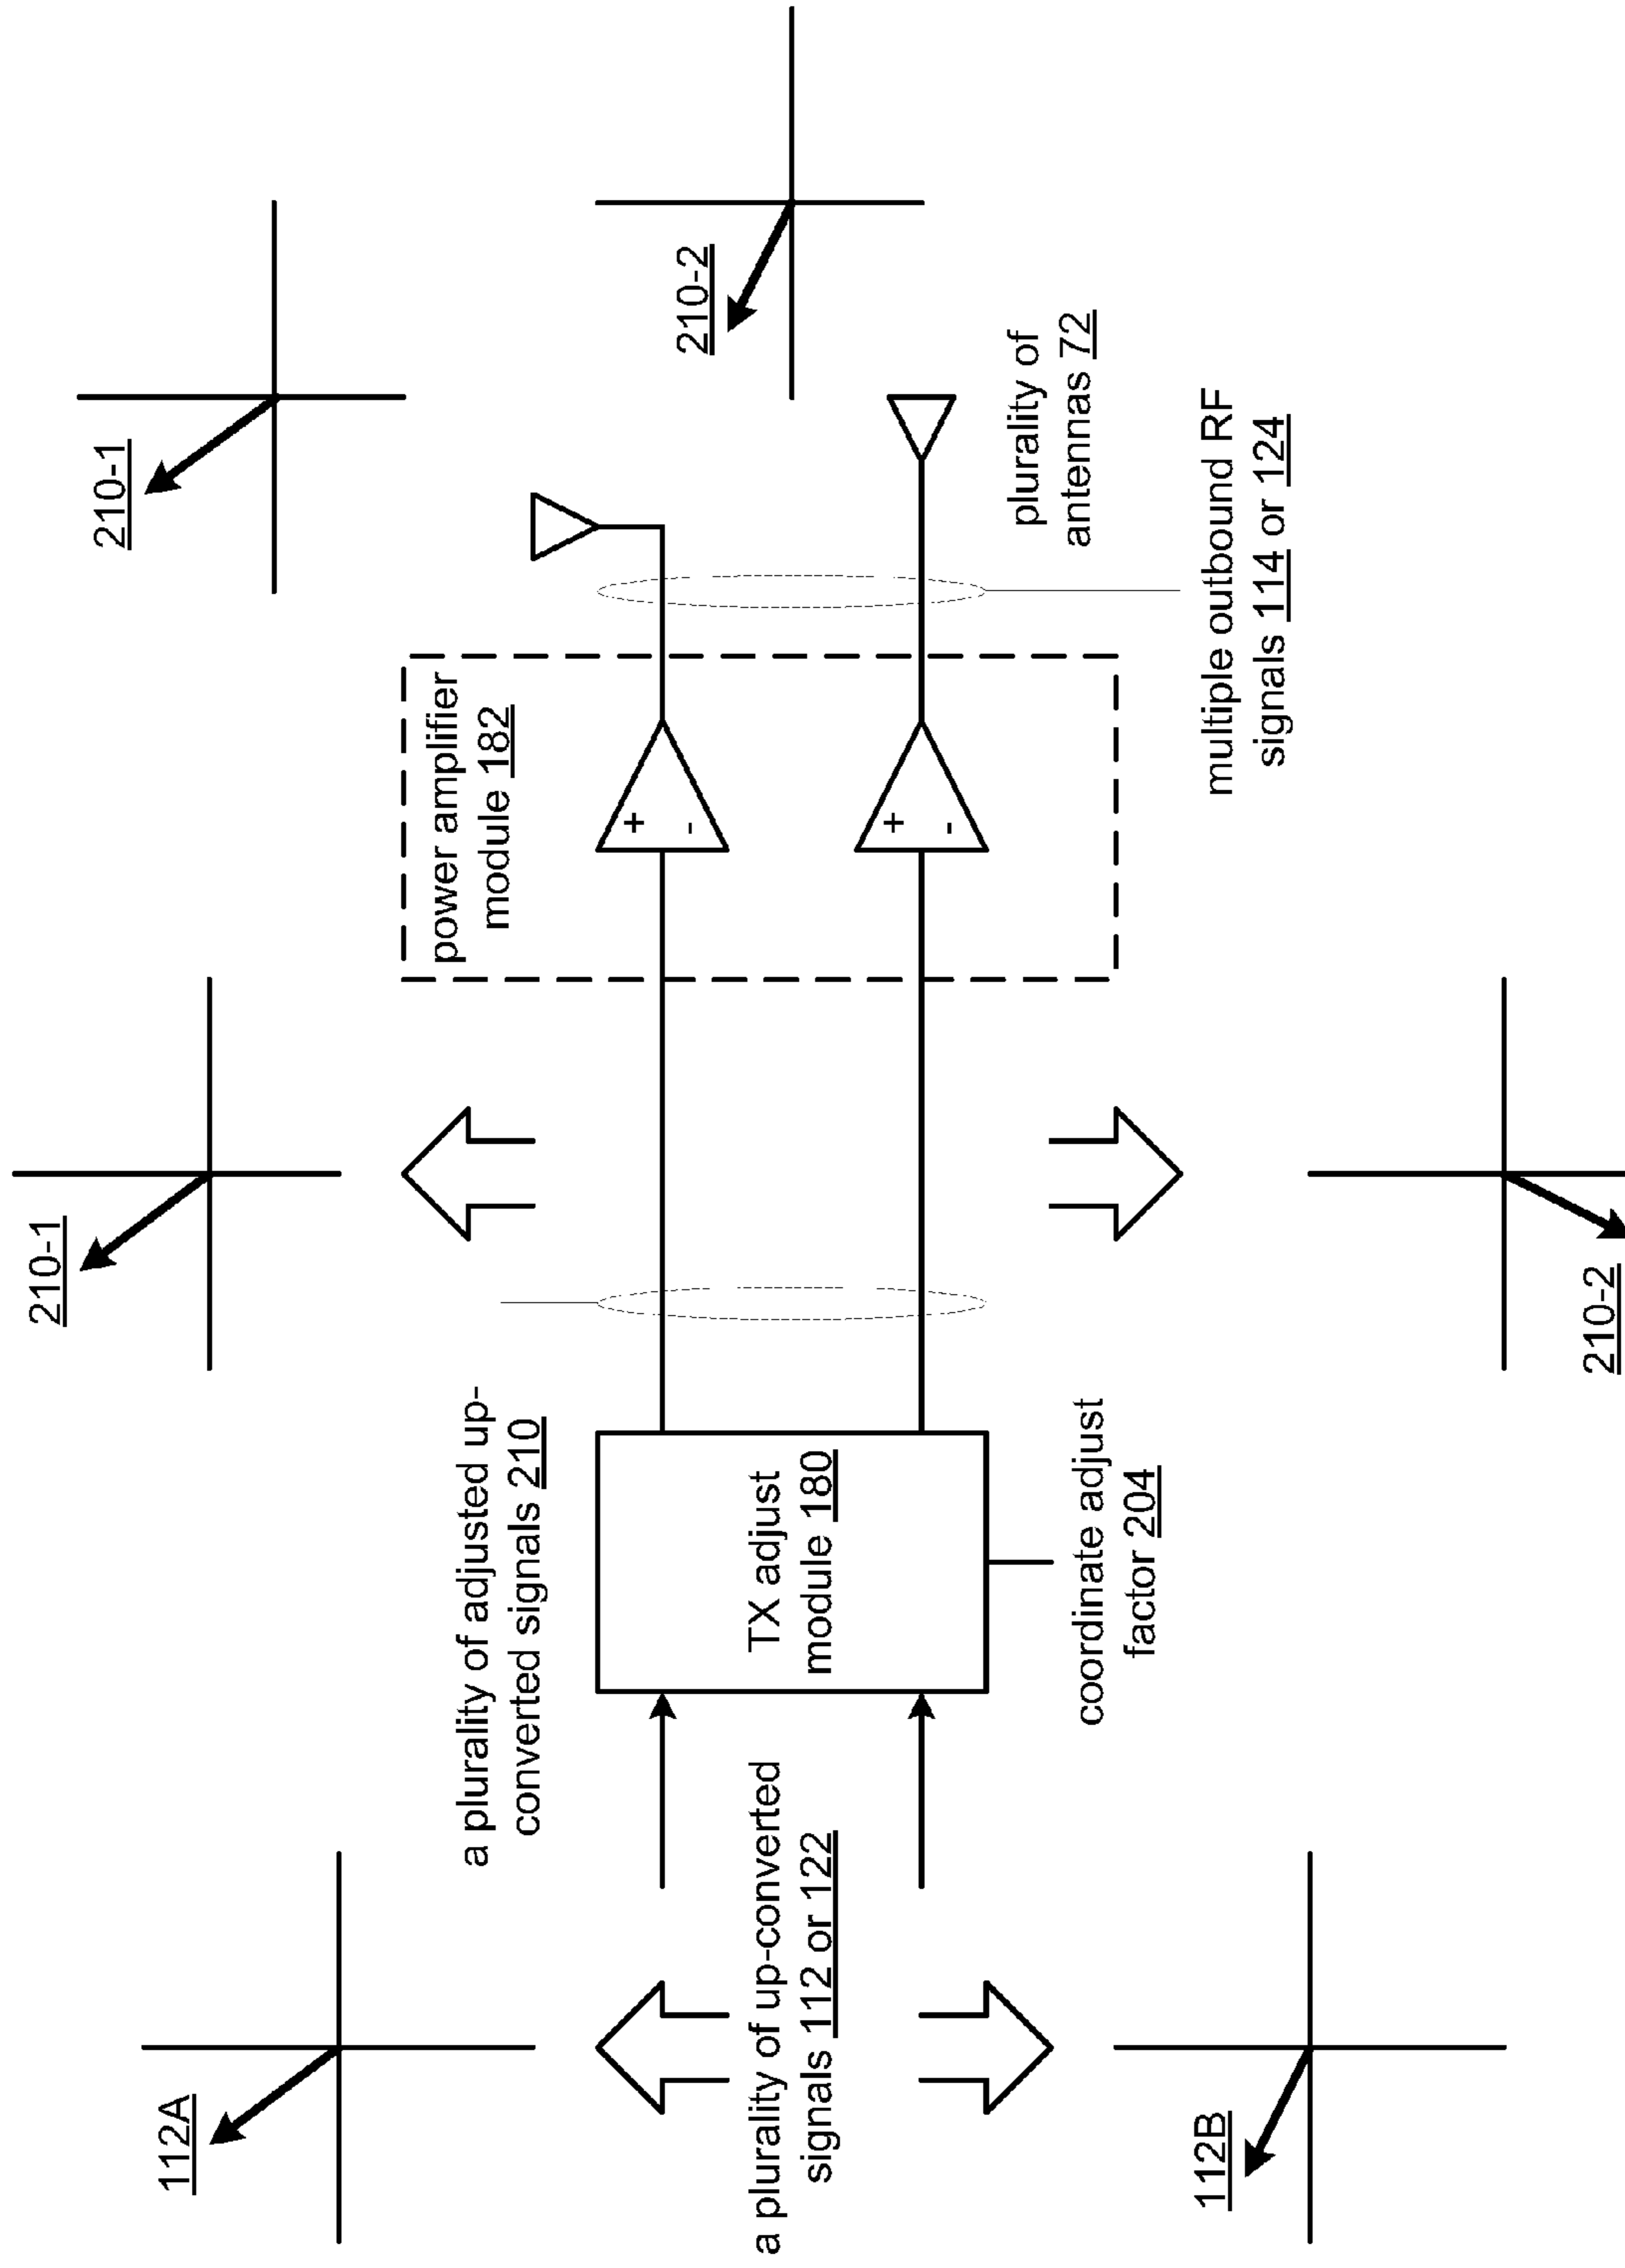 112A
112B
a plurality of up-converted
signals 112 or 122
a plurality of adjusted up-
converted signals 210
TX adjust
module 180
coordinate adjust
factor 204
210-1
210-2
power amplifier
module 182
+
-
+
-
multiple outbound RF
signals 114 or 124
plurality of
antennas 72
210-1
210-2